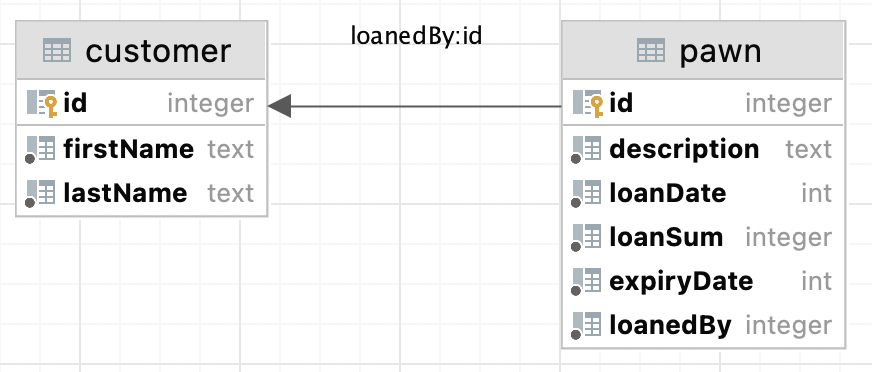 loanedBy:id
customer
id integer
firstName text
lastName text
pawn
id integer
description text
loanDate int
loanSum integer
expiryDate int
loanedBy integer